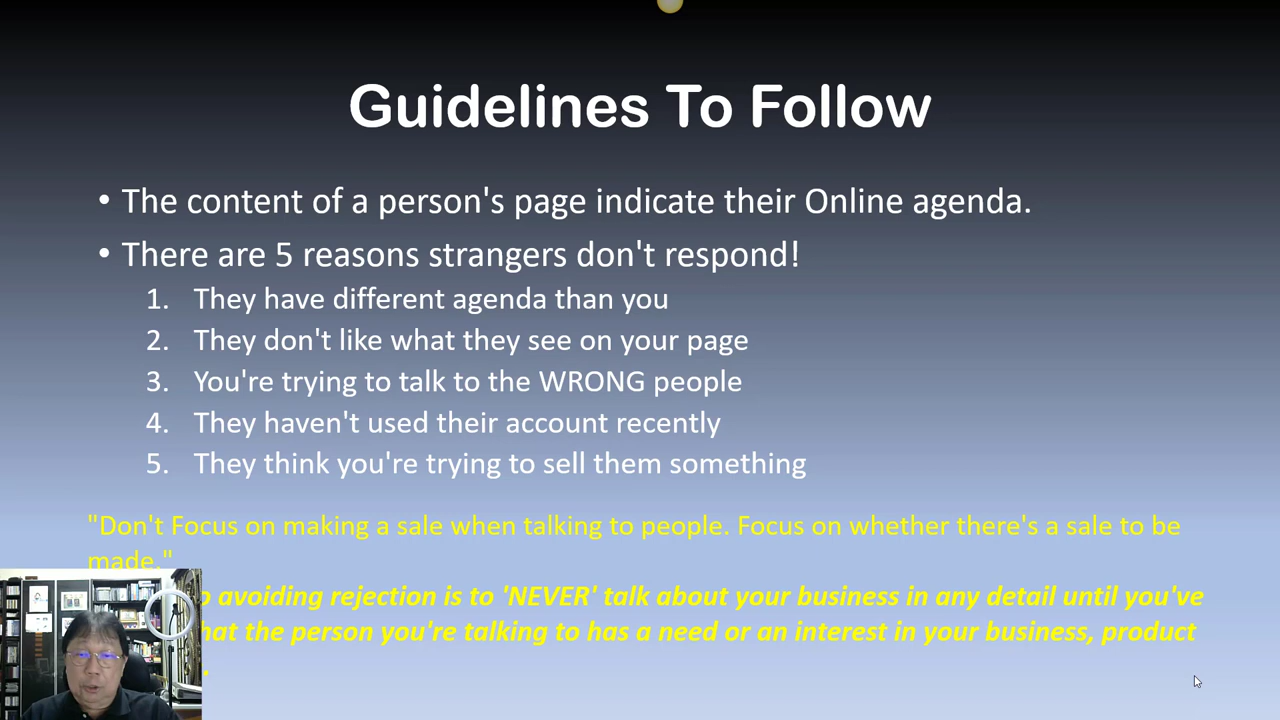 Guidelines To Follow
• The content of a person's page indicate their Online agenda.
• There are 5 reasons strangers don't respond!
1. They have different agenda than you
2. They don't like what they see on your page
3. You're trying to talk to the WRONG people
4. They haven't used their account recently
5. They think you're trying to sell them something
"Don't Focus on making a sale when talking to people. Focus on whether there's a sale to be
made."
avoiding rejection is to 'NEVER' talk about your business in any detail until you've
the person you're talking to has a need or an interest in your business, product